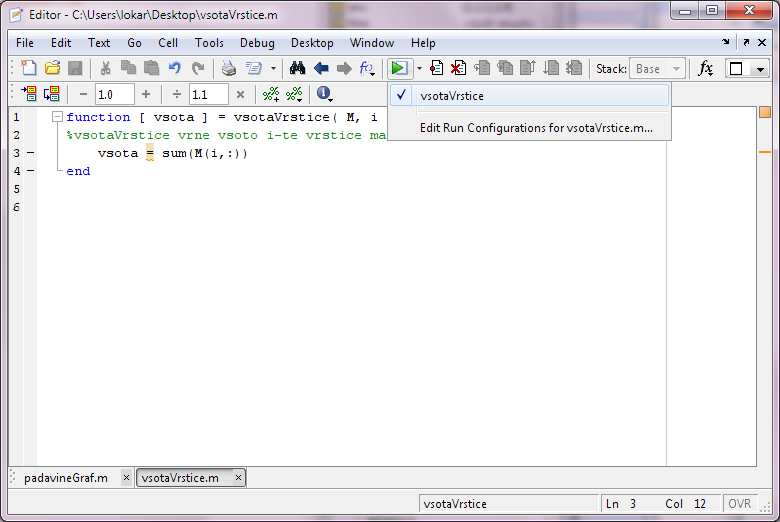 Editor - C:\Users\lokar\Desktop\vsotaVrstice.m
File Edit Text Go Cell Tools Debug Desktop Window Help
Stack: Base fx
1.0 1.1
vsotaVrstice
Edit Run Configurations for vsotaVrstice.m...
1 function [ vsota ] = vsotaVrstice( M, i
2 %vsotaVrstice vrne vsoto i-te vrstice ma
3 vsota = sum(M(i,:))
4 end
5
6
padavineGraf.m vsotaVrstice.m
vsotaVrstice Ln 3 Col 12 OVR